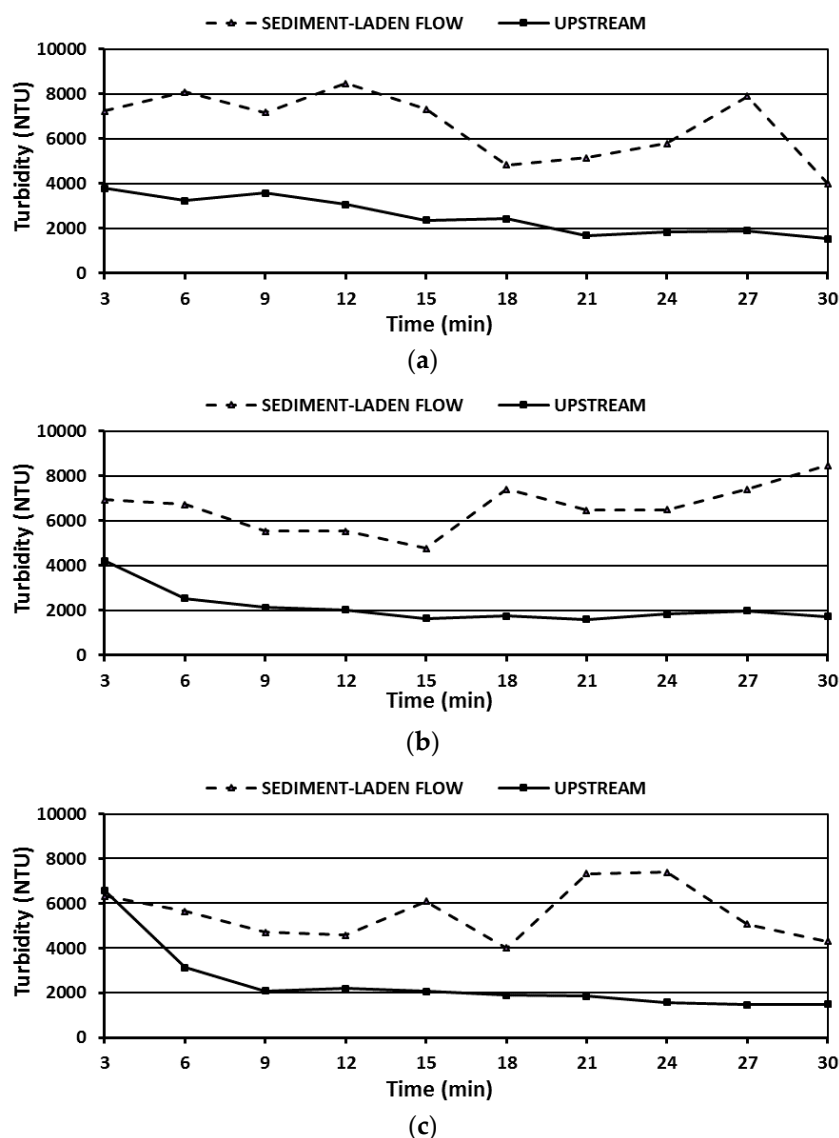 SEDIMENT-LADEN FLOW UPSTREAM
10000
8000
6000
4000
2000
0
Turbidity (NTU)
3 6 9 12 15 18 21 24 27 30
Time (min)
(a)
SEDIMENT-LADEN FLOW UPSTREAM
10000
8000
6000
4000
2000
0
Turbidity (NTU)
3 6 9 12 15 18 21 24 27 30
Time (min)
(b)
SEDIMENT-LADEN FLOW UPSTREAM
10000
8000
6000
4000
2000
0
Turbidity (NTU)
3 6 9 12 15 18 21 24 27 30
Time (min)
(c)